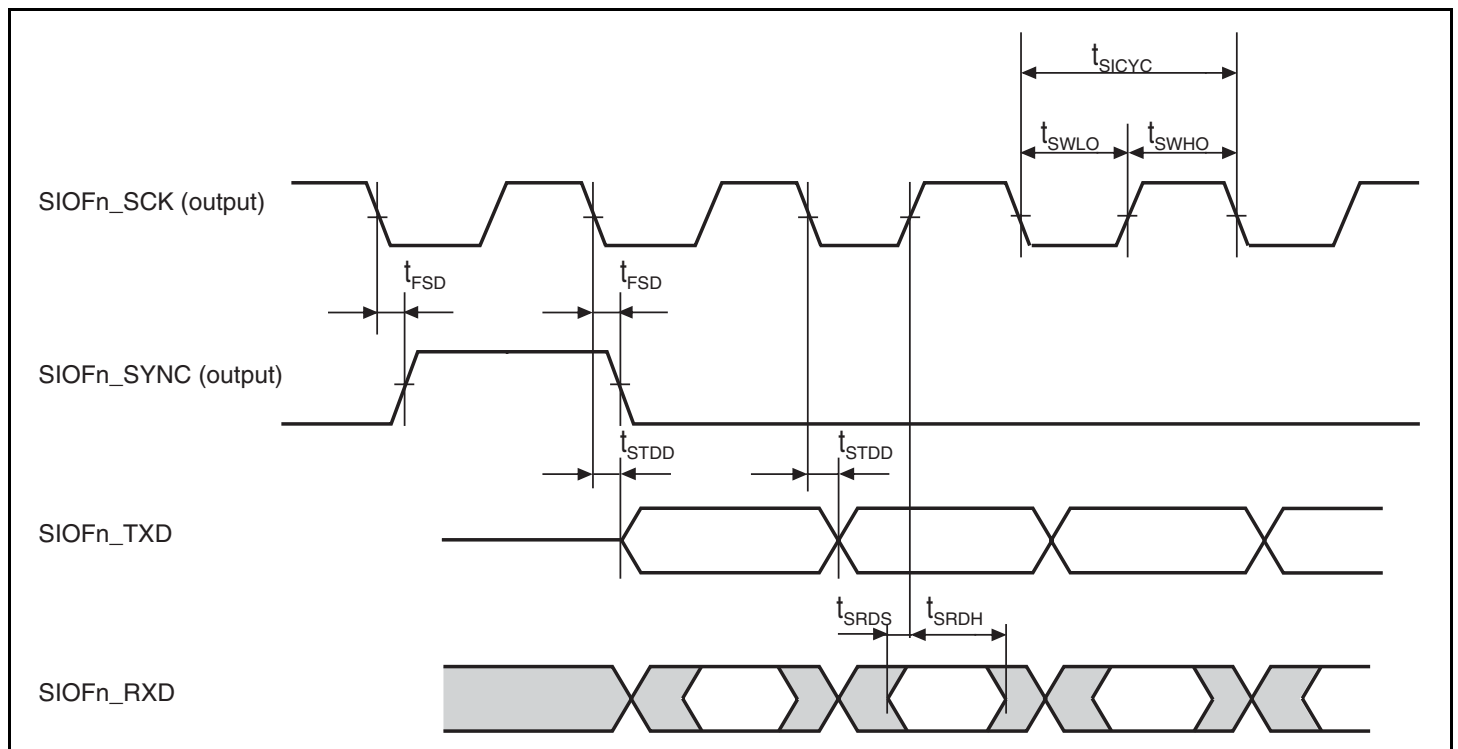 tSICYC
tSWLO tSWHO
SIOFn_SCK (output)
tFSD tFSD
SIOFn_SYNC (output)
tSTDD tSTDD
SIOFn_TXD
tSRDS tSRDH
SIOFn_RXD